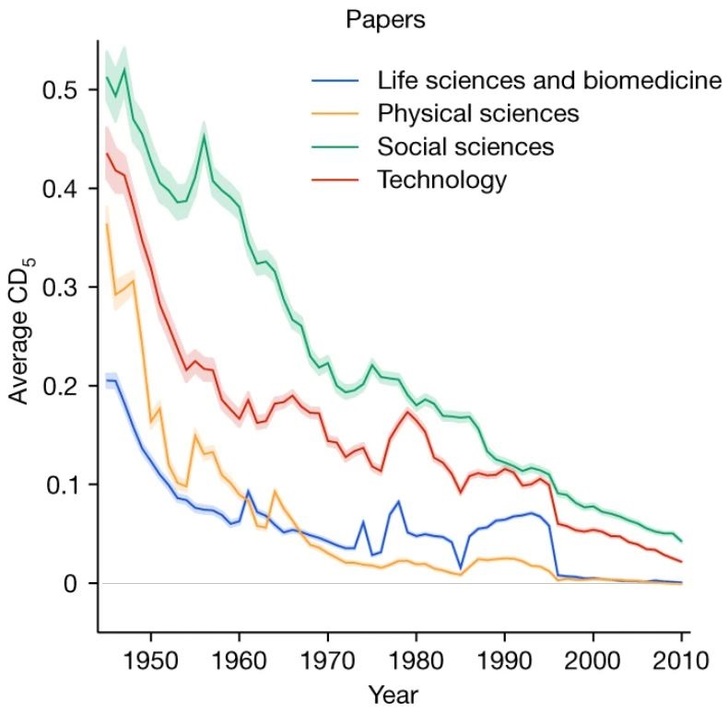 Papers
Life sciences and biomedicine
Physical sciences
Social sciences
Technology
Average CD5
0.5
0.4
0.3
0.2
0.1
0
1950 1960 1970 1980 1990 2000 2010
Year